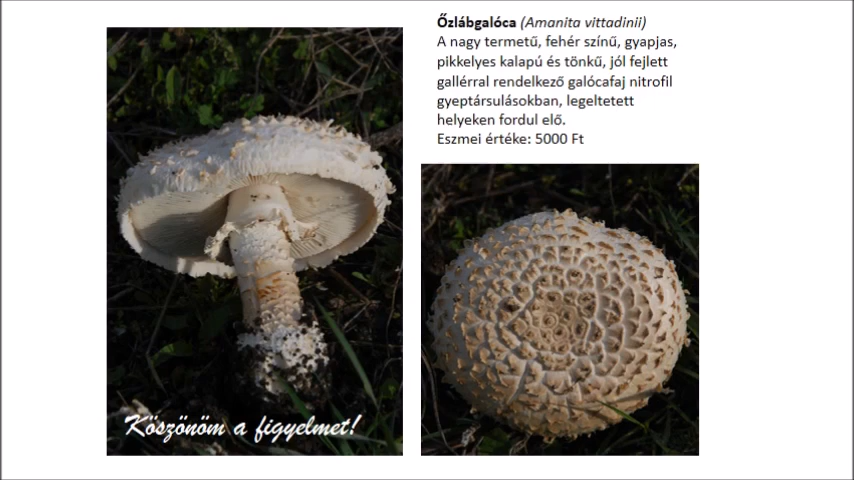 Őzlábgalóca (Amanita vittadinii)
A nagy termetű, fehér színű, gyapjas,
pikkelyes kalapú és tönkű, jól fejlett
gallérral rendelkező galócafaj nitrofil
gyeptársulásokban, legeltetett
helyeken fordul elő.
Eszmei értéke: 5000 Ft
Köszönöm a figyelmet!